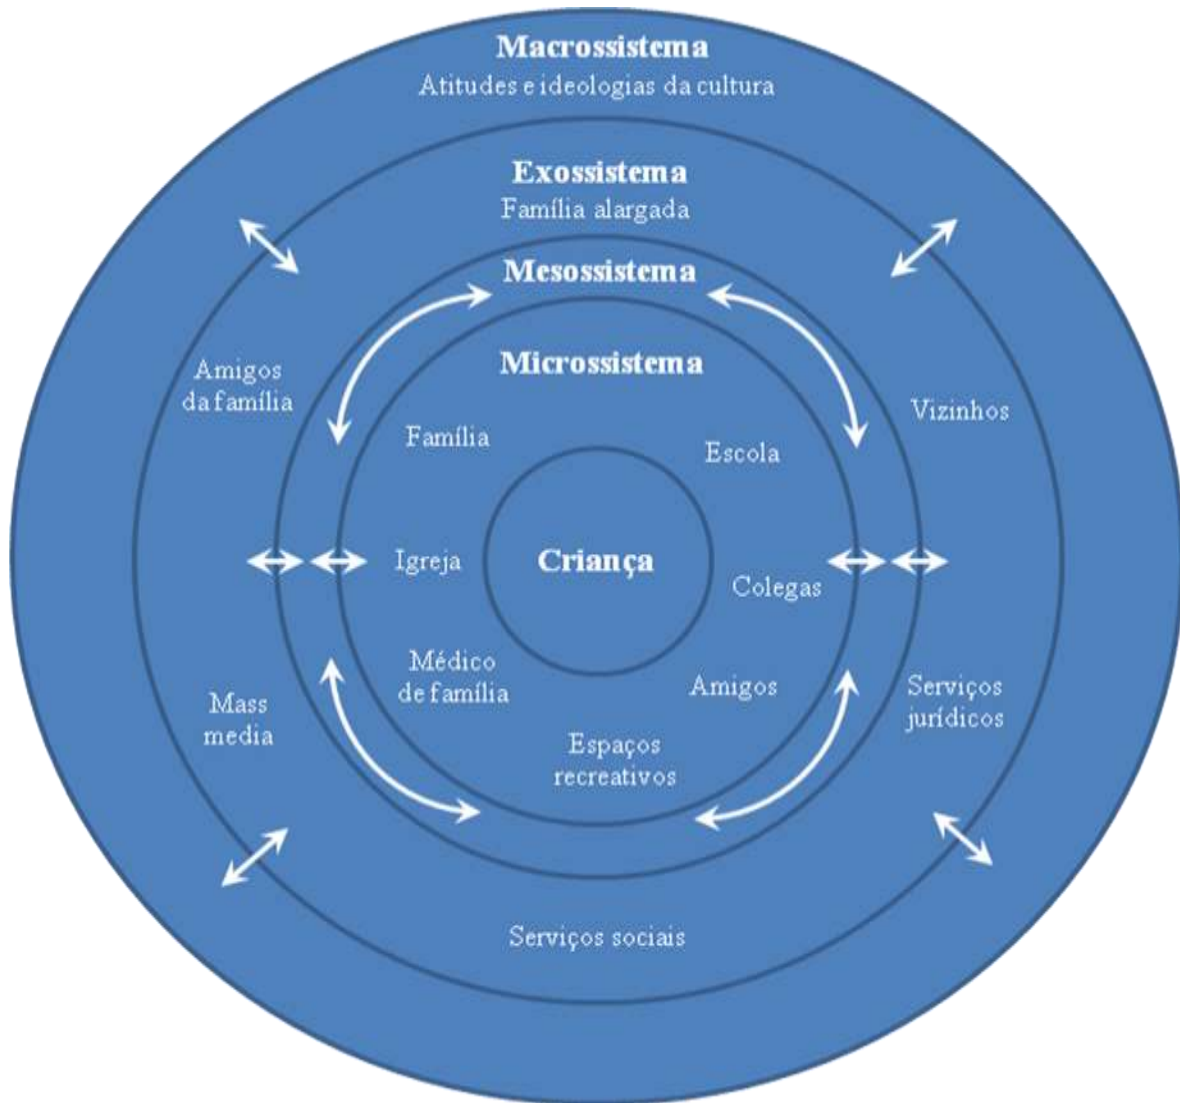 Macrossistema
Atitudes e ideologias da cultura
Exossistema
Família alargada
Mesossistema
Microssistema
Amigos
da família
Vizinhos
Família
Escola
Igreja
Criança
Colegas
Médico
de família
Amigos
Serviços
jurídicos
Mass
media
Espaços
recreativos
Serviços sociais